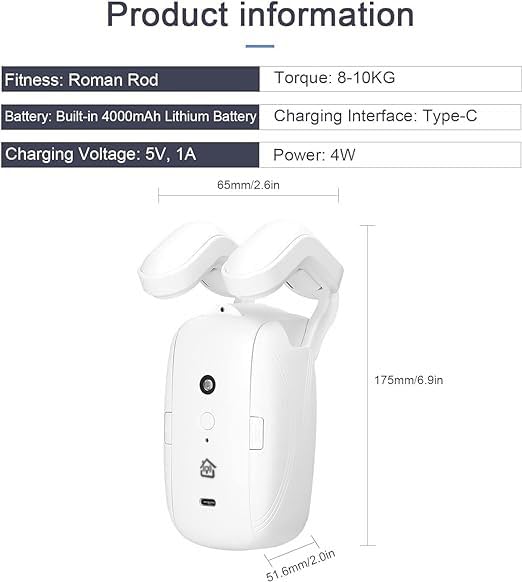 Product information
Fitness: Roman Rod
Torque: 8-10KG
Battery: Built-in 4000mAh Lithium Battery
Charging Interface: Type-C
Charging Voltage: 5V, 1A
Power: 4W
65mm/2.6in
175mm/6.9in
51.6mm/2.0in